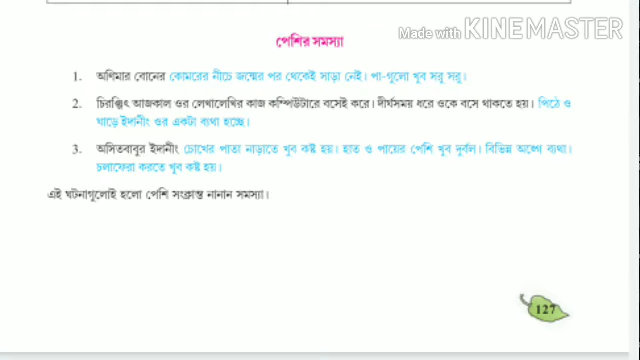 Made with KINEMASTER
পেশির সমস্যা
1. অণিমার বোনের কোমরের নীচে জন্মের পর থেকেই সাড়া নেই। পা-গুলো খুব সরু সরু।
2. চিরঞ্জিৎ আজকাল ওর লেখালেখির কাজ কম্পিউটারে বসেই করে। দীর্ঘসময় ধরে ওকে বসে থাকতে হয়। পিঠে ও
ঘাড়ে ইদানীং ওর একটা ব্যথা হচ্ছে।
3. অসিতবাবুর ইদানীং চোখের পাতা নাড়াতে খুব কষ্ট হয়। হাত ও পায়ের পেশি খুব দুর্বল। বিভিন্ন অঙ্গে ব্যথা।
চলাফেরা করতে খুব কষ্ট হয়।
এই ঘটনাগুলোই হলো পেশি সংক্রান্ত নানান সমস্যা।
127